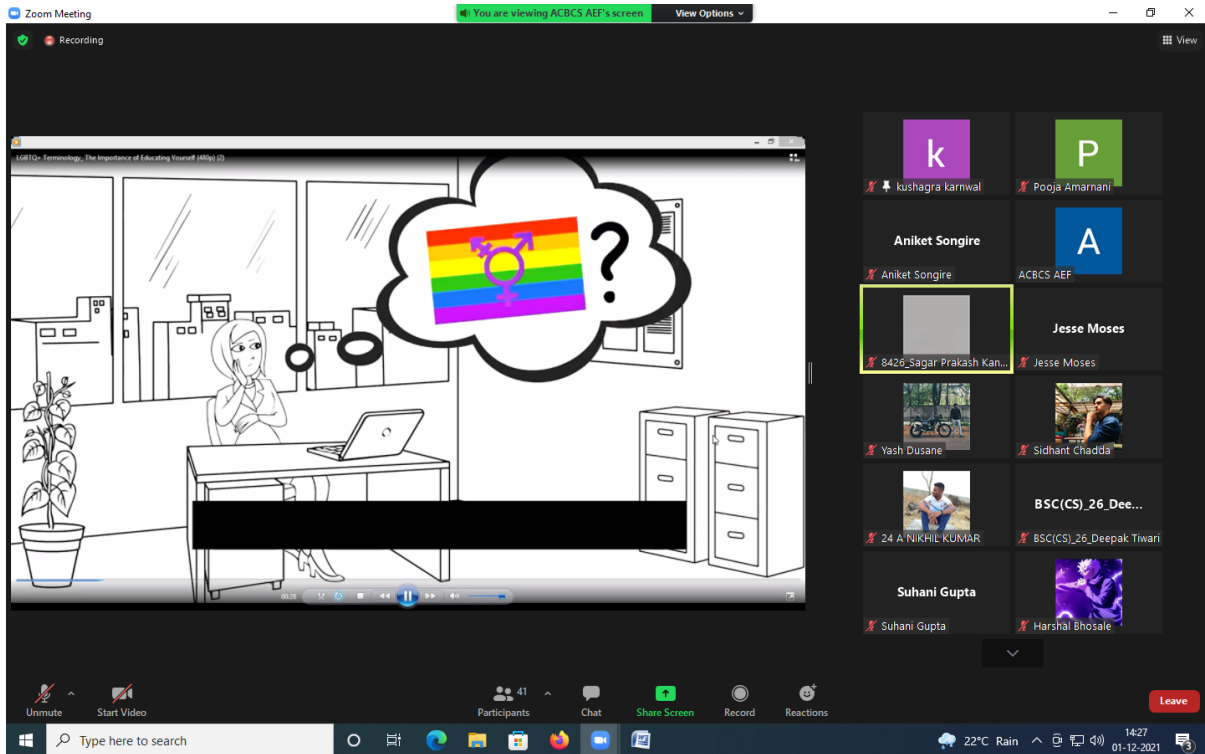 Zoom Meeting
You are viewing ACBCS AEF's screen
View Options
Recording
View
LGBTQ+ Terminology_ The Importance of Educating Yourself (480p) (2)
?
00:28
k
kushagra karnwal
P
Pooja Amarnani
Aniket Songire
Aniket Songire
A
ACBCS AEF
8426_Sagar Prakash Kan...
Jesse Moses
Jesse Moses
Yash Dusane
Sidhant Chadda
24 A NIKHIL KUMAR
BSC(CS)_26_Dee...
BSC(CS)_26_Deepak Tiwari
Suhani Gupta
Suhani Gupta
Harshal Bhosale
Unmute
Start Video
41
Participants
Chat
Share Screen
Record
Reactions
Leave
Type here to search
22°C Rain
14:27
01-12-2021
3